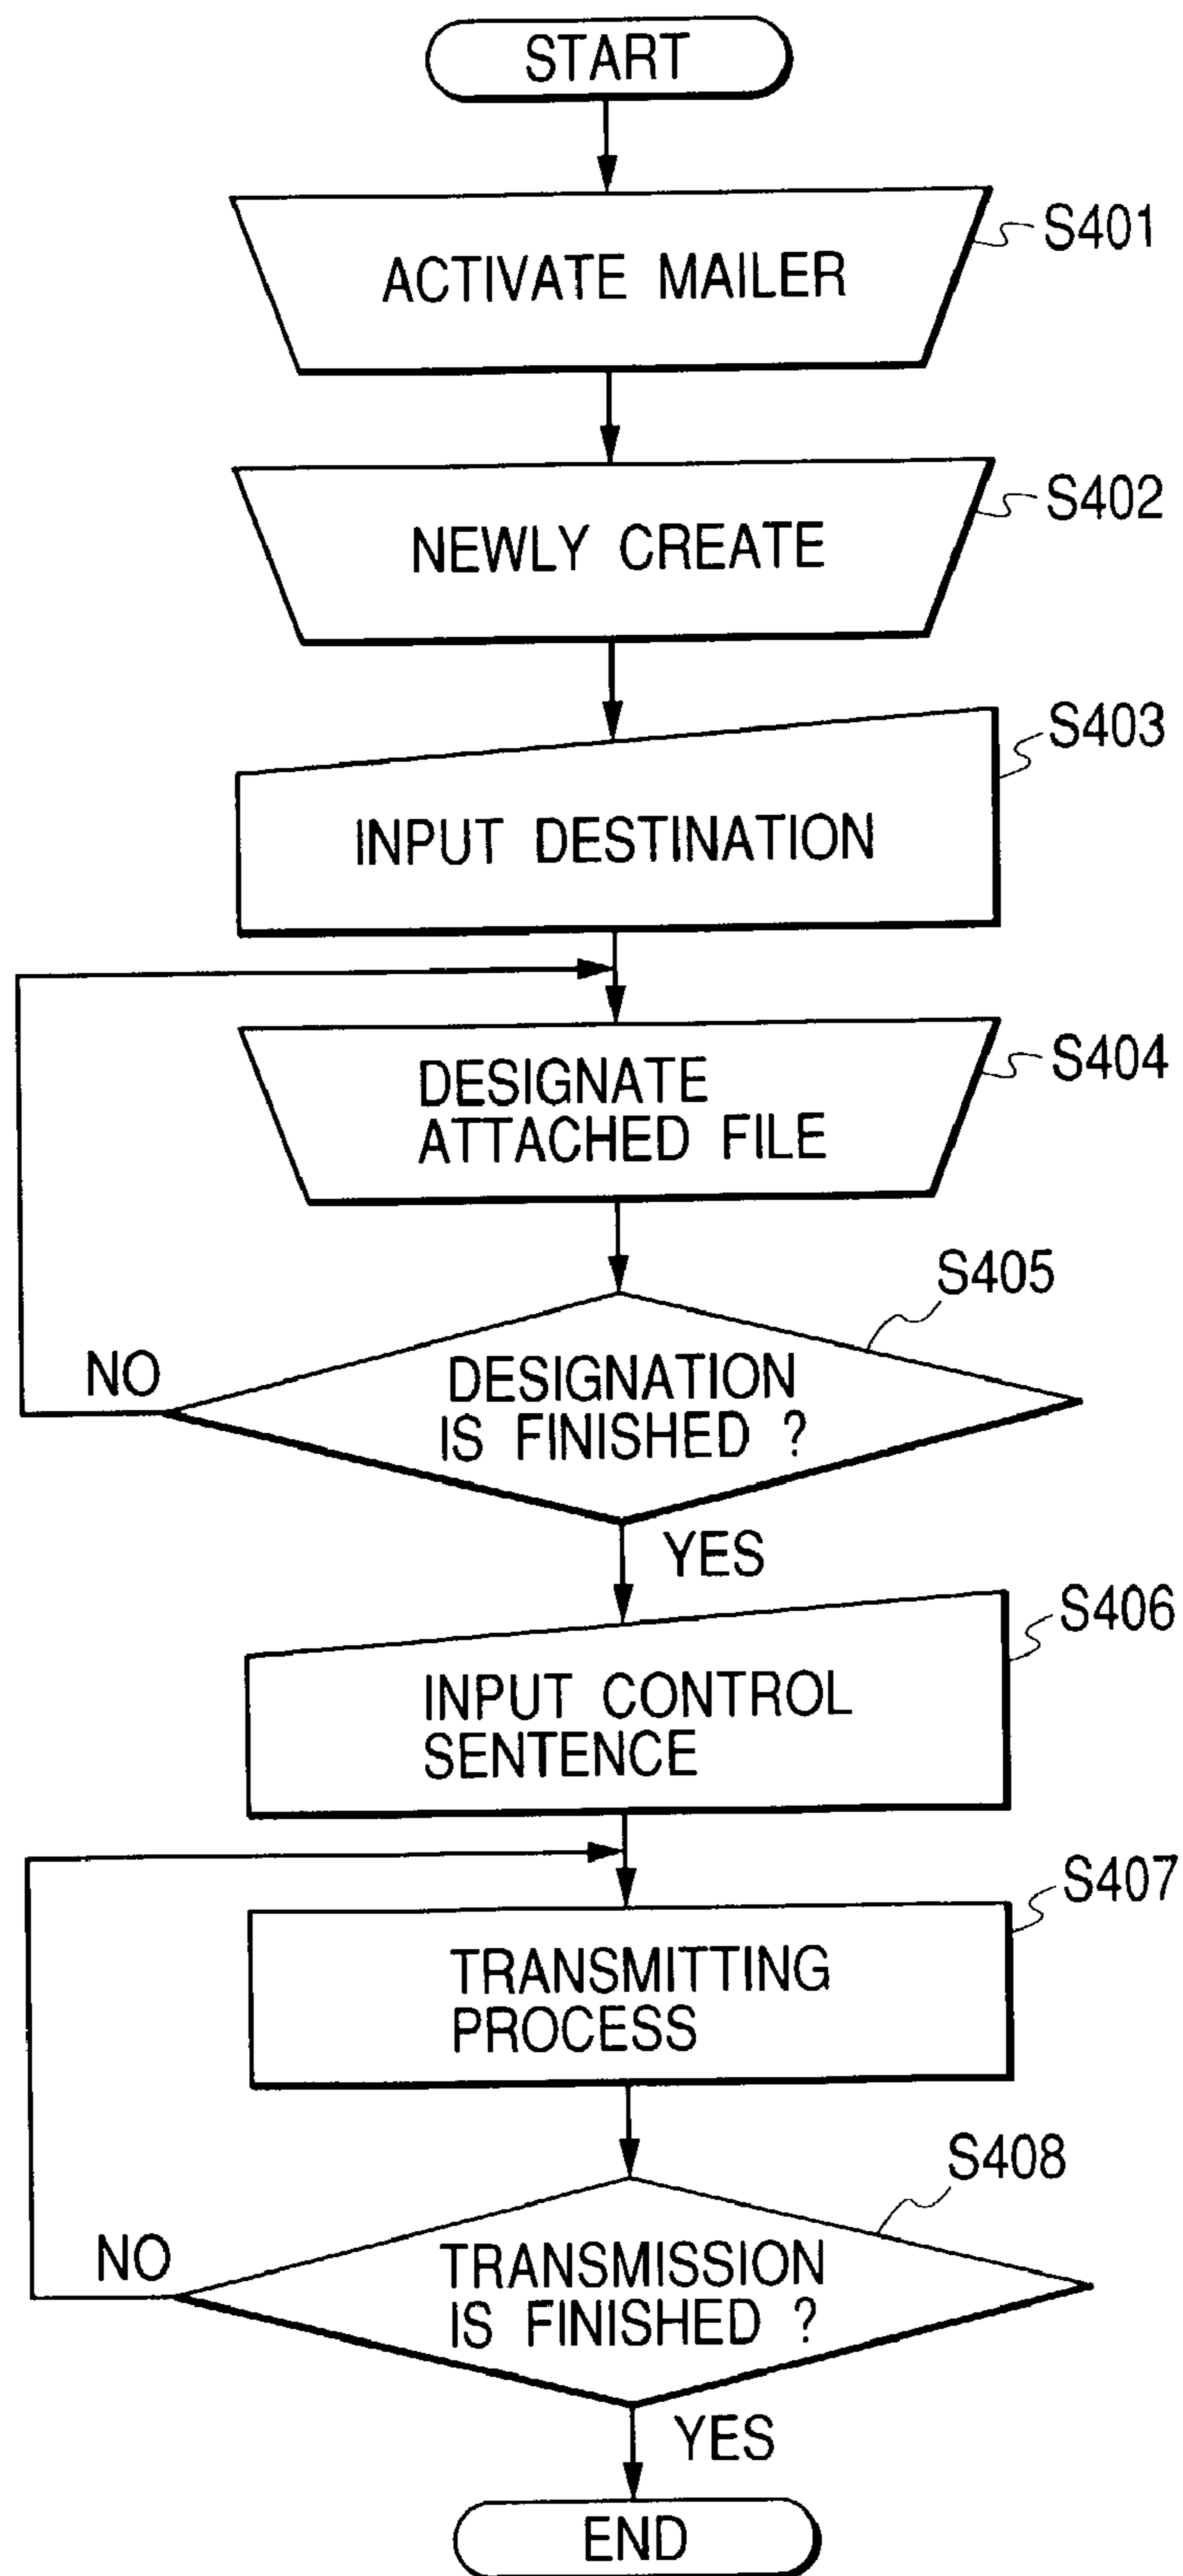 START
ACTIVATE MAILER
S401
NEWLY CREATE
S402
INPUT DESTINATION
S403
DESIGNATE
ATTACHED FILE
S404
S405
DESIGNATION
IS FINISHED ?
NO
YES
INPUT CONTROL
SENTENCE
S406
TRANSMITTING
PROCESS
S407
S408
TRANSMISSION
IS FINISHED ?
NO
YES
END